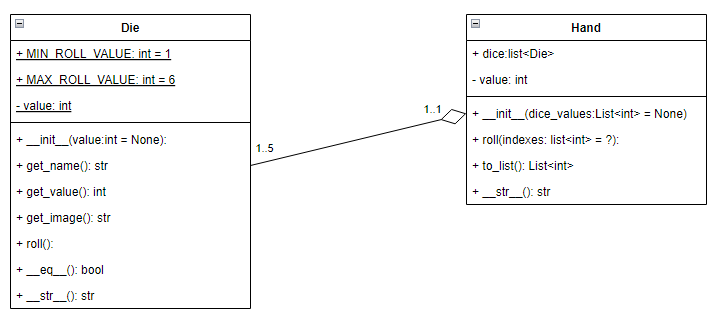 Die
+ MIN_ROLL_VALUE: int = 1
+ MAX_ROLL_VALUE: int = 6
- value: int
+ __init__(value:int = None):
+ get_name(): str
+ get_value(): int
+ get_image(): str
+ roll():
+ __eq__(): bool
+ __str__(): str
1..5
1..1
Hand
+ dice:list<Die>
- value: int
+ __init__(dice_values:List<int> = None)
+ roll(indexes: list<int> = ?):
+ to_list(): List<int>
+ __str__(): str